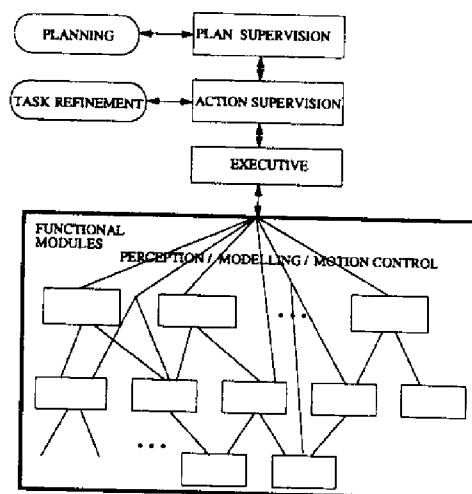 PLANNING
PLAN SUPERVISION
TASK REFINEMENT
ACTION SUPERVISION
EXECUTIVE
FUNCTIONAL
MODULES
PERCEPTION / MODELLING / MOTION CONTROL